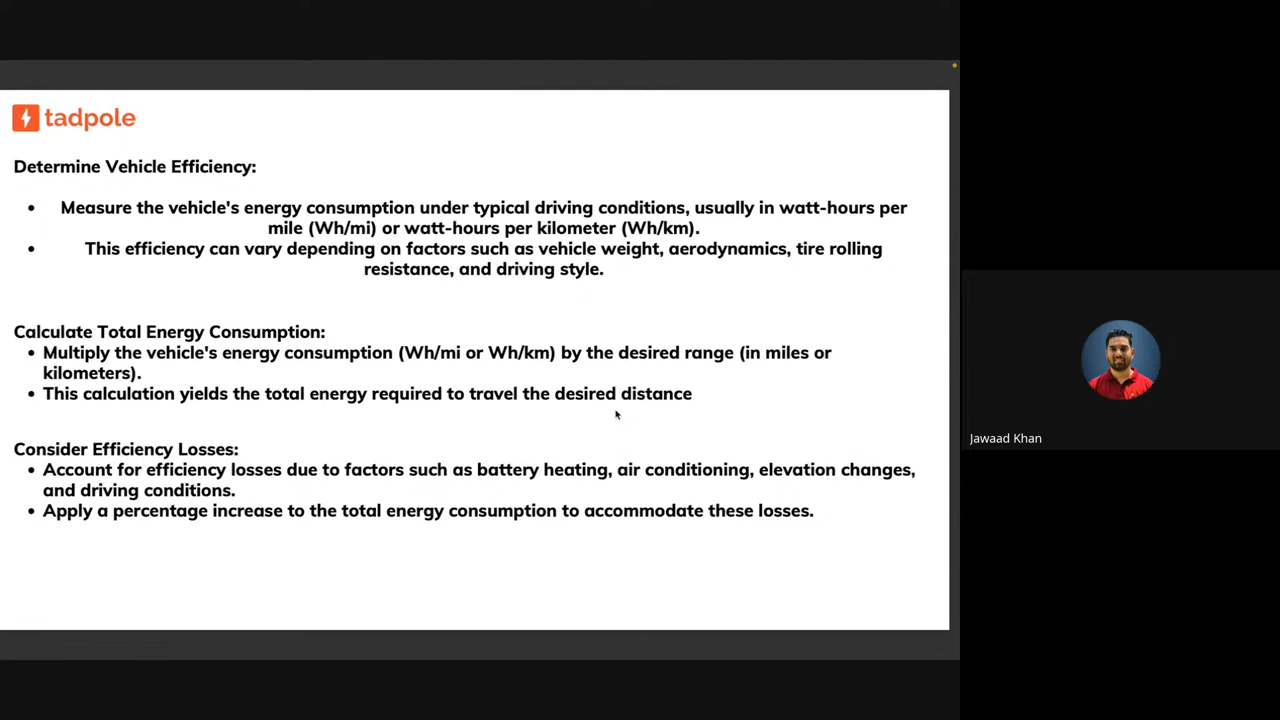 tadpole
Determine Vehicle Efficiency:
• Measure the vehicle's energy consumption under typical driving conditions, usually in watt-hours per
mile (Wh/mi) or watt-hours per kilometer (Wh/km).
• This efficiency can vary depending on factors such as vehicle weight, aerodynamics, tire rolling
resistance, and driving style.
Calculate Total Energy Consumption:
• Multiply the vehicle's energy consumption (Wh/mi or Wh/km) by the desired range (in miles or
kilometers).
• This calculation yields the total energy required to travel the desired distance
Consider Efficiency Losses:
• Account for efficiency losses due to factors such as battery heating, air conditioning, elevation changes,
and driving conditions.
• Apply a percentage increase to the total energy consumption to accommodate these losses.
Jawaad Khan